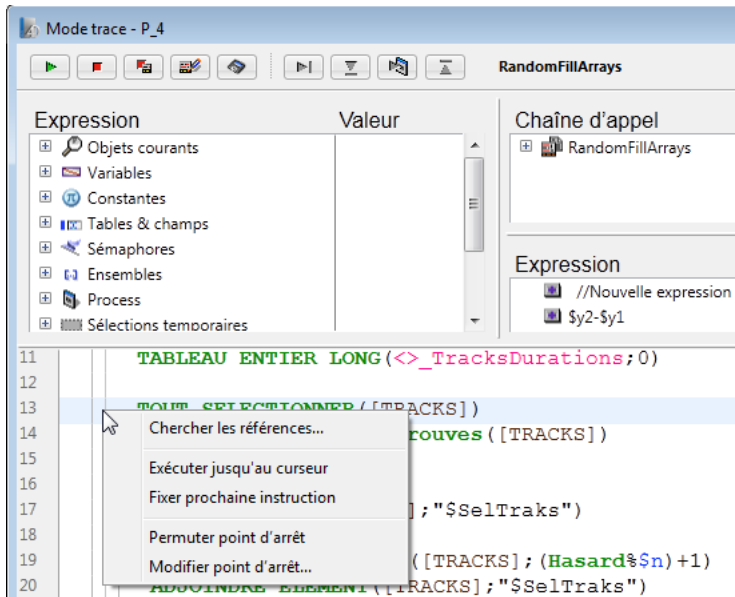 Mode trace - P_4
RandomFillArrays
Expression Valeur
Objets courants
Variables
Constantes
Tables & champs
Sémaphores
Ensembles
Process
Sélections temporaires
Chaîne d'appel
RandomFillArrays
Expression
//Nouvelle expression
$y2-$y1
11 TABLEAU ENTIER LONG(<>_TracksDurations;0)
12
13 TOUT SELECTIONNER([TRACKS])
14 rouves([TRACKS])
15
16
17 ];"$SelTraks")
18
19 ([TRACKS];(Hasard%$n)+1)
20 ADJOINDRE ELEMENT([TRACKS];"$SelTraks")
Chercher les références...
Exécuter jusqu'au curseur
Fixer prochaine instruction
Permuter point d'arrêt
Modifier point d'arrêt...